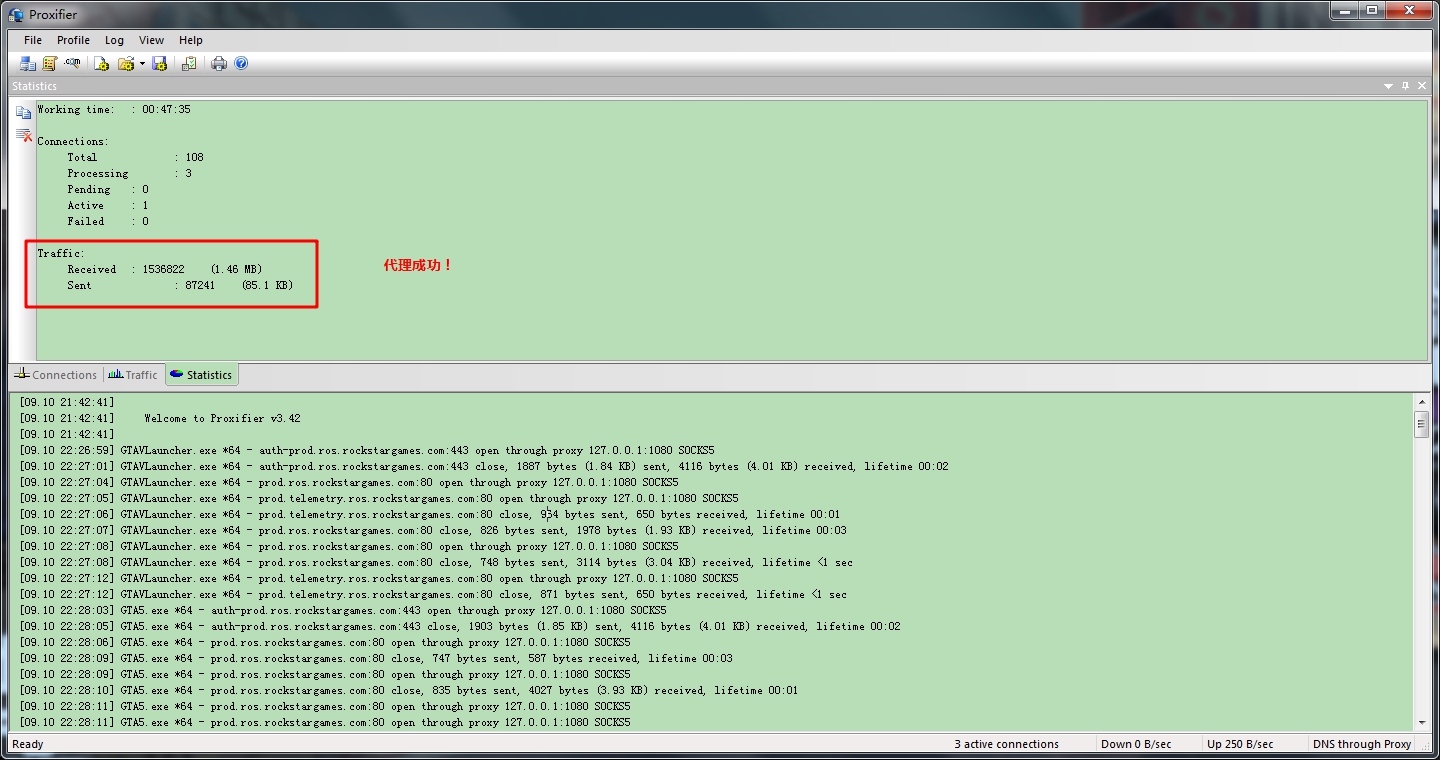 Proxifier
File Profile Log View Help
Statistics
Working time: : 00:47:35
Connections:
Total : 108
Processing : 3
Pending : 0
Active : 1
Failed : 0
Traffic:
Received : 1536822 (1.46 MB)
Sent : 87241 (85.1 KB)
代理成功！
Connections Traffic Statistics
[09.10 21:42:41]
[09.10 21:42:41] Welcome to Proxifier v3.42
[09.10 21:42:41]
[09.10 22:26:59] GTAVLauncher.exe *64 - auth-prod.ros.rockstargames.com:443 open through proxy 127.0.0.1:1080 SOCKS5
[09.10 22:27:01] GTAVLauncher.exe *64 - auth-prod.ros.rockstargames.com:443 close, 1887 bytes (1.84 KB) sent, 4116 bytes (4.01 KB) received, lifetime 00:02
[09.10 22:27:04] GTAVLauncher.exe *64 - prod.ros.rockstargames.com:80 open through proxy 127.0.0.1:1080 SOCKS5
[09.10 22:27:05] GTAVLauncher.exe *64 - prod.telemetry.ros.rockstargames.com:80 open through proxy 127.0.0.1:1080 SOCKS5
[09.10 22:27:06] GTAVLauncher.exe *64 - prod.telemetry.ros.rockstargames.com:80 close, 954 bytes sent, 650 bytes received, lifetime 00:01
[09.10 22:27:07] GTAVLauncher.exe *64 - prod.ros.rockstargames.com:80 close, 826 bytes sent, 1978 bytes (1.93 KB) received, lifetime 00:03
[09.10 22:27:08] GTAVLauncher.exe *64 - prod.ros.rockstargames.com:80 open through proxy 127.0.0.1:1080 SOCKS5
[09.10 22:27:08] GTAVLauncher.exe *64 - prod.ros.rockstargames.com:80 close, 748 bytes sent, 3114 bytes (3.04 KB) received, lifetime <1 sec
[09.10 22:27:12] GTAVLauncher.exe *64 - prod.telemetry.ros.rockstargames.com:80 open through proxy 127.0.0.1:1080 SOCKS5
[09.10 22:27:12] GTAVLauncher.exe *64 - prod.telemetry.ros.rockstargames.com:80 close, 871 bytes sent, 650 bytes received, lifetime <1 sec
[09.10 22:28:03] GTA5.exe *64 - auth-prod.ros.rockstargames.com:443 open through proxy 127.0.0.1:1080 SOCKS5
[09.10 22:28:05] GTA5.exe *64 - auth-prod.ros.rockstargames.com:443 close, 1903 bytes (1.85 KB) sent, 4116 bytes (4.01 KB) received, lifetime 00:02
[09.10 22:28:06] GTA5.exe *64 - prod.ros.rockstargames.com:80 open through proxy 127.0.0.1:1080 SOCKS5
[09.10 22:28:09] GTA5.exe *64 - prod.ros.rockstargames.com:80 close, 747 bytes sent, 587 bytes received, lifetime 00:03
[09.10 22:28:09] GTA5.exe *64 - prod.ros.rockstargames.com:80 open through proxy 127.0.0.1:1080 SOCKS5
[09.10 22:28:10] GTA5.exe *64 - prod.ros.rockstargames.com:80 close, 835 bytes sent, 4027 bytes (3.93 KB) received, lifetime 00:01
[09.10 22:28:11] GTA5.exe *64 - prod.ros.rockstargames.com:80 open through proxy 127.0.0.1:1080 SOCKS5
[09.10 22:28:11] GTA5.exe *64 - prod.ros.rockstargames.com:80 open through proxy 127.0.0.1:1080 SOCKS5
Ready 3 active connections Down 0 B/sec Up 250 B/sec DNS through Proxy